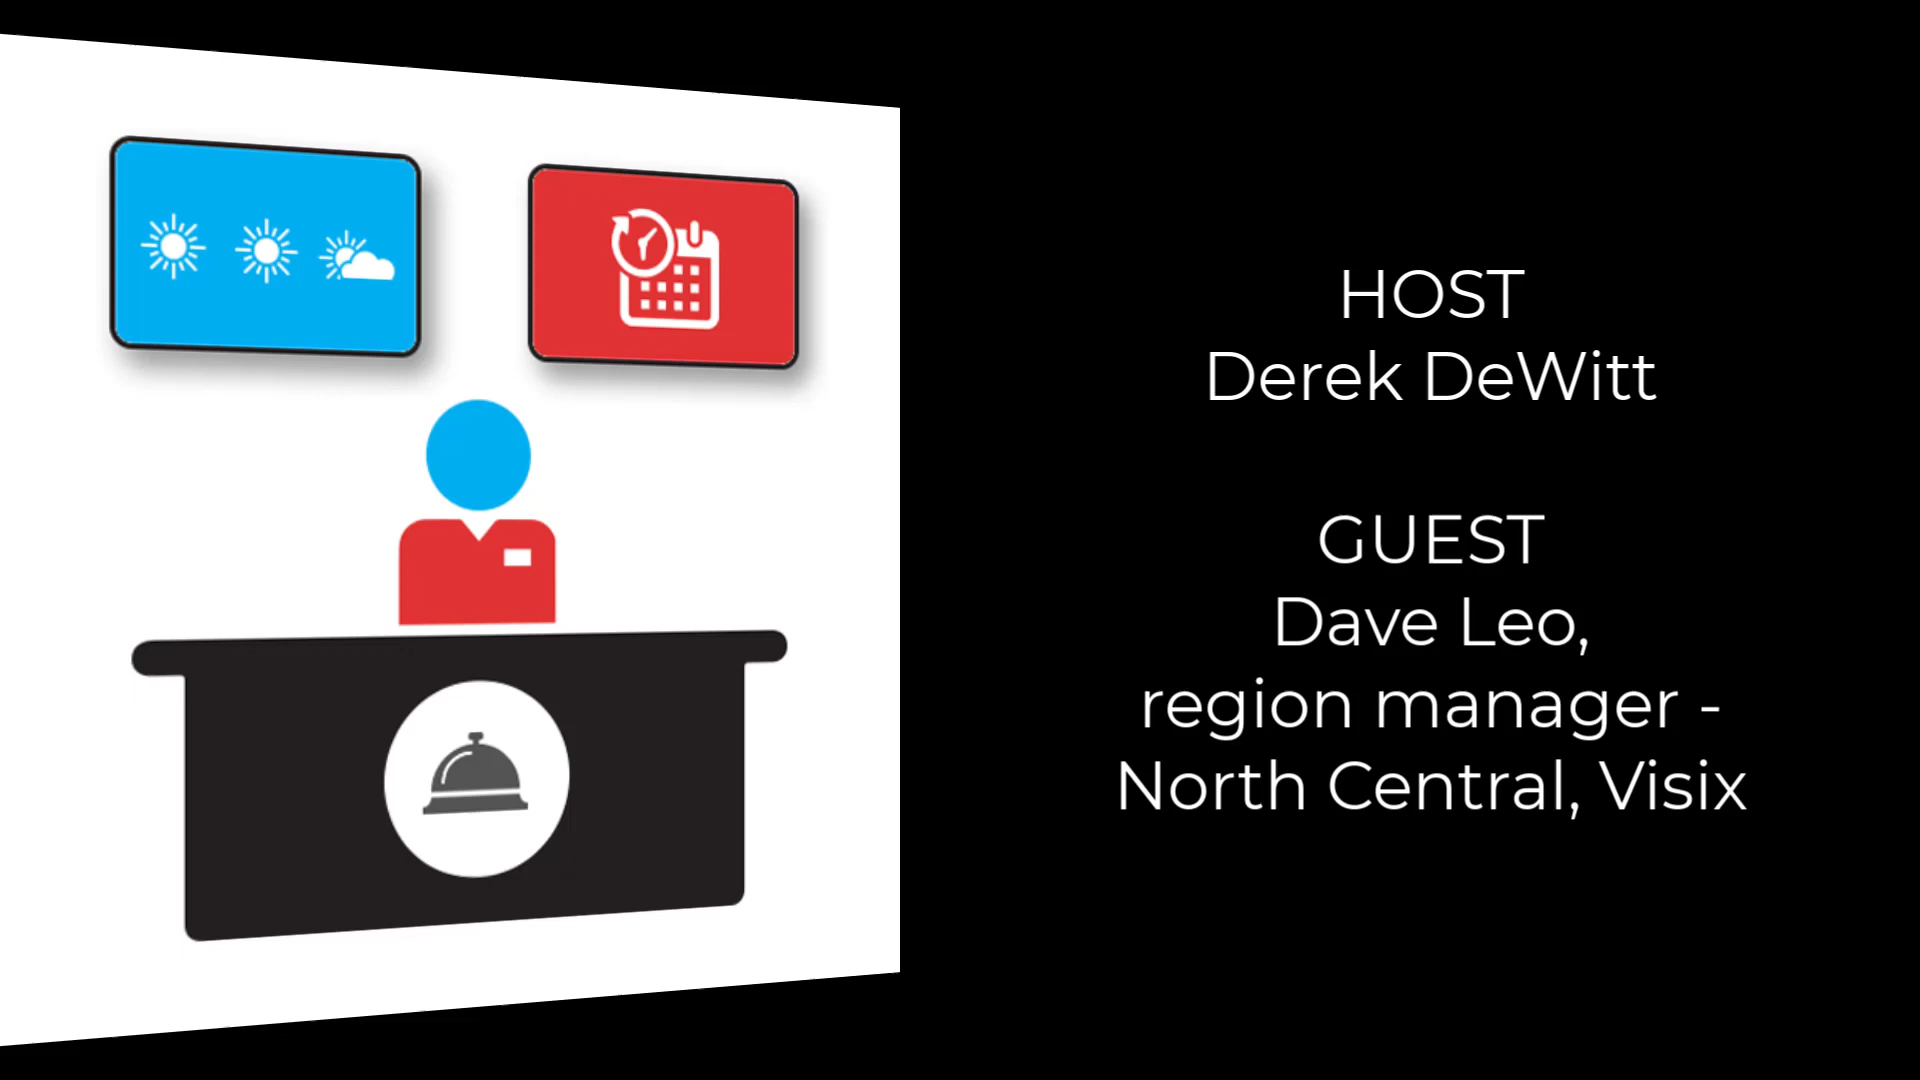 HOST
Derek DeWitt
GUEST
Dave Leo,
region manager -
North Central, Visix